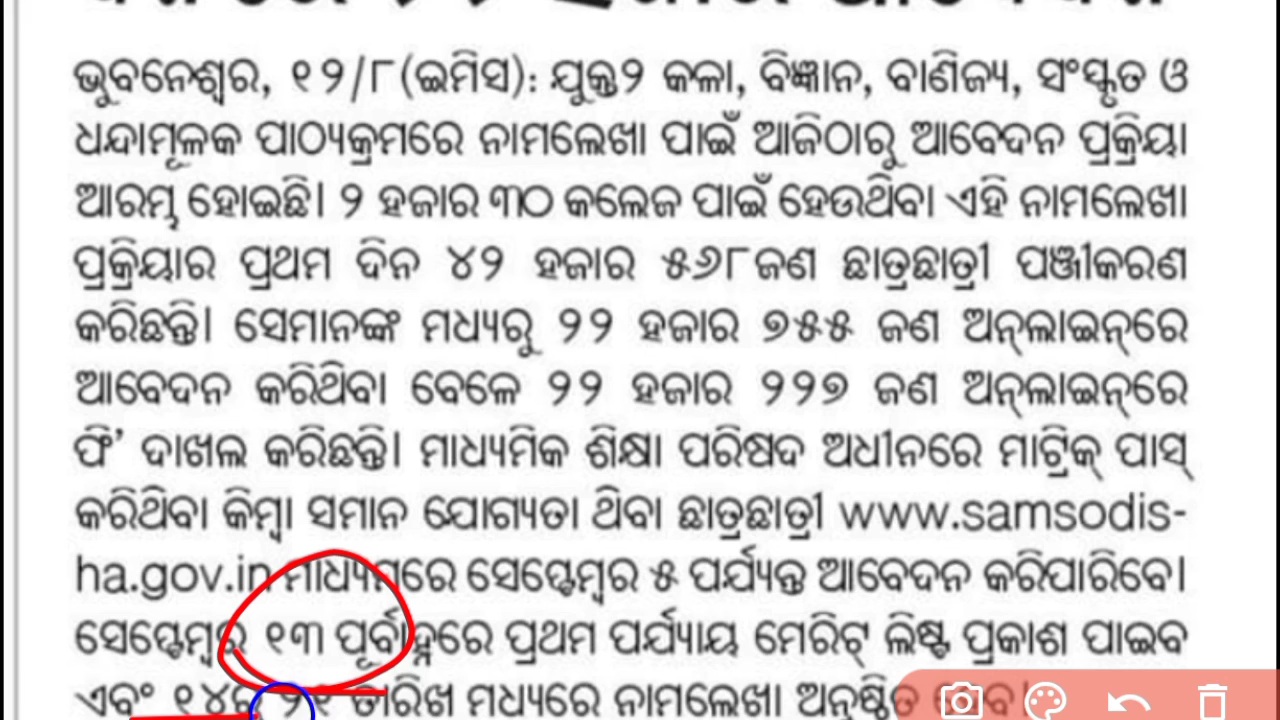 ଭୁବନେଶ୍ୱର, ୧୨/୮(ଇମିସ): ଯୁକ୍ତ୨ କଳା, ବିଜ୍ଞାନ, ବାଣିଜ୍ୟ, ସଂସ୍କୃତ ଓ
ଧନ୍ଦାମୂଳକ ପାଠ୍ୟକ୍ରମରେ ନାମଲେଖା ପାଇଁ ଆଜିଠାରୁ ଆବେଦନ ପ୍ରକ୍ରିୟା
ଆରମ୍ଭ ହୋଇଛି। ୨ ହଜାର ୩୦ କଲେଜ ପାଇଁ ହେଉଥିବା ଏହି ନାମଲେଖା
ପ୍ରକ୍ରିୟାର ପ୍ରଥମ ଦିନ ୪୨ ହଜାର ୫୬୮ଜଣ ଛାତ୍ରଛାତ୍ରୀ ପଞ୍ଜୀକରଣ
କରିଛନ୍ତି। ସେମାନଙ୍କ ମଧ୍ୟରୁ ୨୨ ହଜାର ୭୫୫ ଜଣ ଅନ୍‌ଲାଇନ୍‌ରେ
ଆବେଦନ କରିଥିବା ବେଳେ ୨୨ ହଜାର ୨୨୭ ଜଣ ଅନ୍‌ଲାଇନ୍‌ରେ
ଫି’ ଦାଖଲ କରିଛନ୍ତି। ମାଧ୍ୟମିକ ଶିକ୍ଷା ପରିଷଦ ଅଧୀନରେ ମାଟ୍ରିକ୍ ପାସ୍
କରିଥିବା କିମ୍ବା ସମାନ ଯୋଗ୍ୟତା ଥିବା ଛାତ୍ରଛାତ୍ରୀ www.samsodis-
ha.gov.in ମାଧ୍ୟମରେ ସେପ୍ଟେମ୍ବର ୫ ପର୍ଯ୍ୟନ୍ତ ଆବେଦନ କରିପାରିବେ।
ସେପ୍ଟେମ୍ବର ୧୩ ପୂର୍ବାହ୍ନରେ ପ୍ରଥମ ପର୍ଯ୍ୟାୟ ମେରିଟ୍ ଲିଷ୍ଟ ପ୍ରକାଶ ପାଇବ
ଏବଂ ୧୪ରୁ ୨୧ ତାରିଖ ମଧ୍ୟରେ ନାମଲେଖା ଅନୁଷ୍ଠିତ ହେବ।